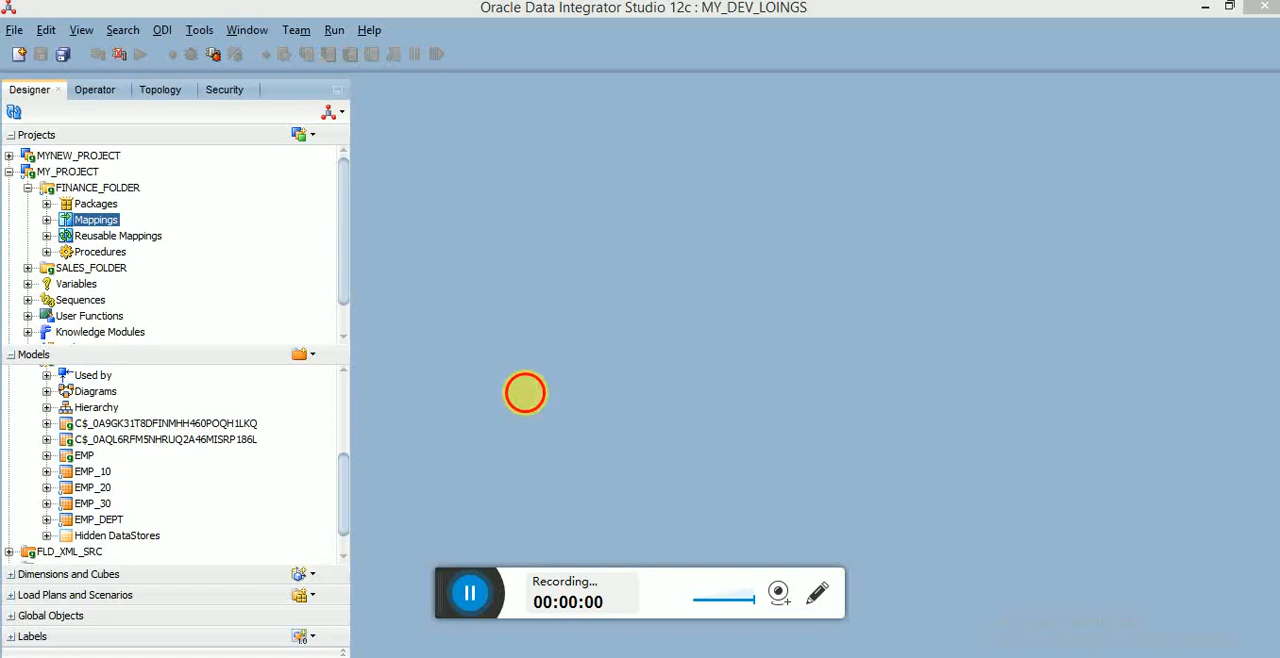 Oracle Data Integrator Studio 12c : MY_DEV_LOINGS
File Edit View Search ODI Tools Window Team Run Help
Designer Operator Topology Security
Projects
MYNEW_PROJECT
MY_PROJECT
FINANCE_FOLDER
Packages
Mappings
Reusable Mappings
Procedures
SALES_FOLDER
Variables
Sequences
User Functions
Knowledge Modules
Models
Used by
Diagrams
Hierarchy
C$_0A9GK31T8DFINMHH460POQH1LKQ
C$_0AQL6RFM5NHRUQ2A46MISRP186L
EMP
EMP_10
EMP_20
EMP_30
EMP_DEPT
Hidden DataStores
FLD_XML_SRC
Dimensions and Cubes
Load Plans and Scenarios
Global Objects
Labels
Recording...
00:00:00